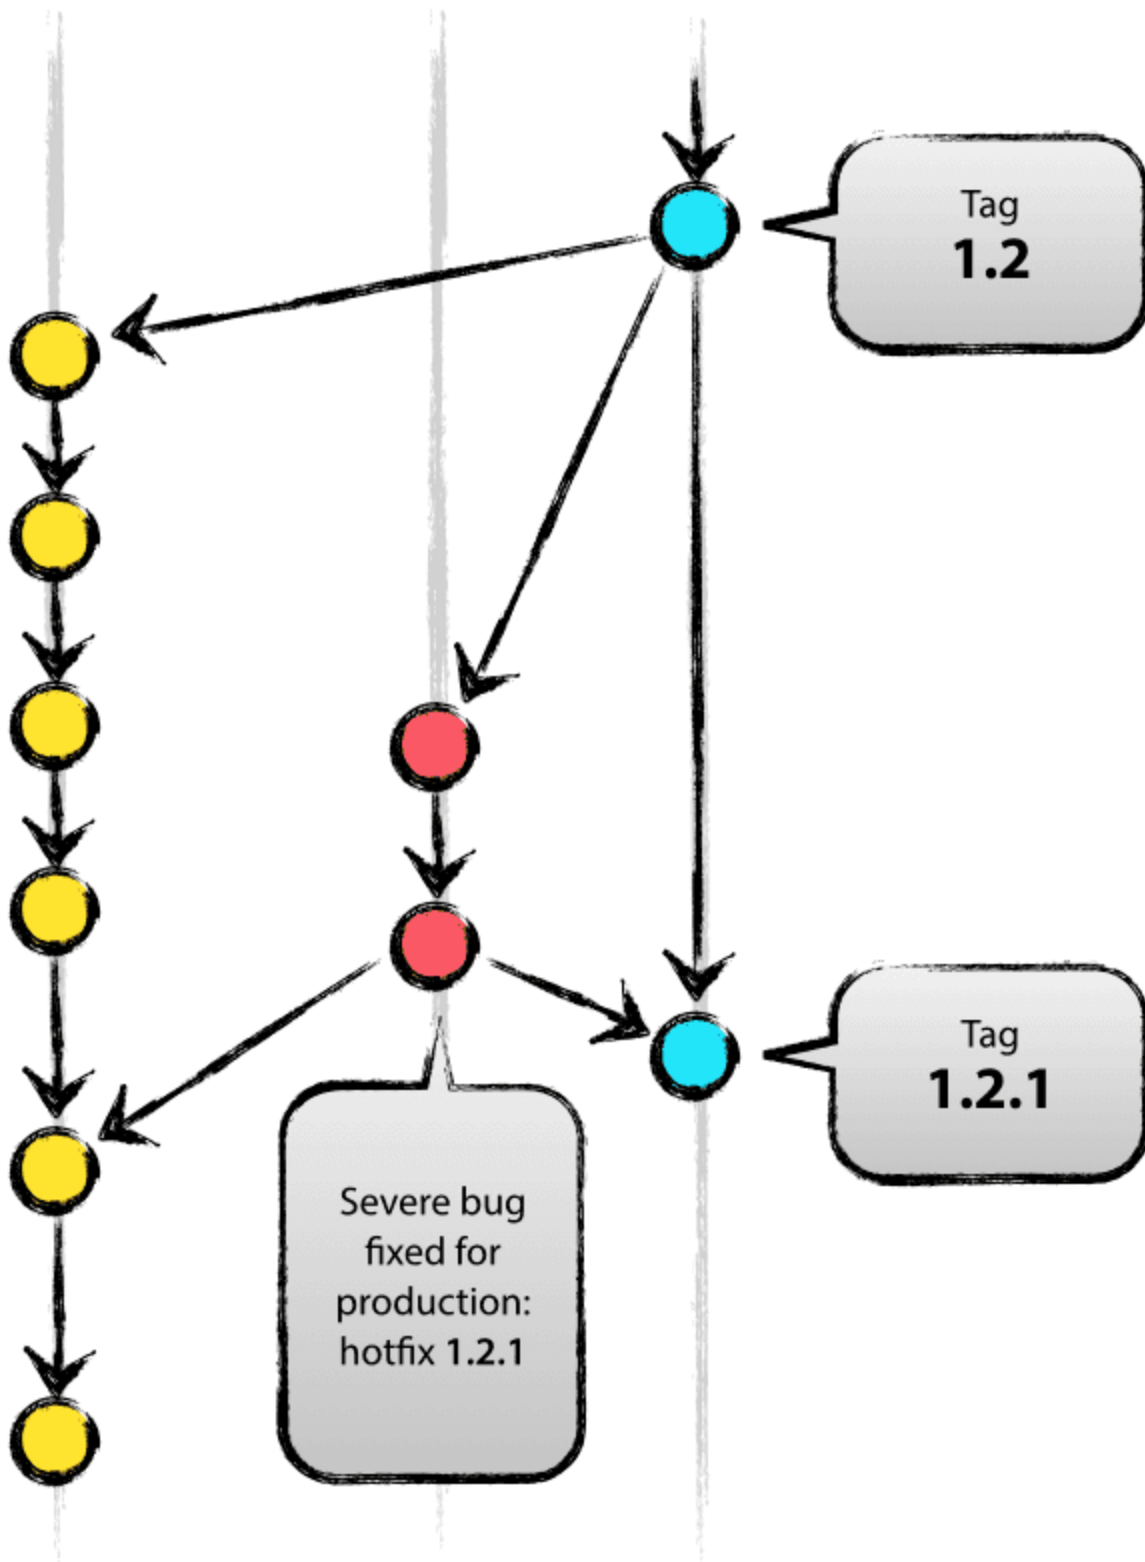 Tag
1.2
Tag
1.2.1
Severe bug
fixed for
production:
hotfix 1.2.1